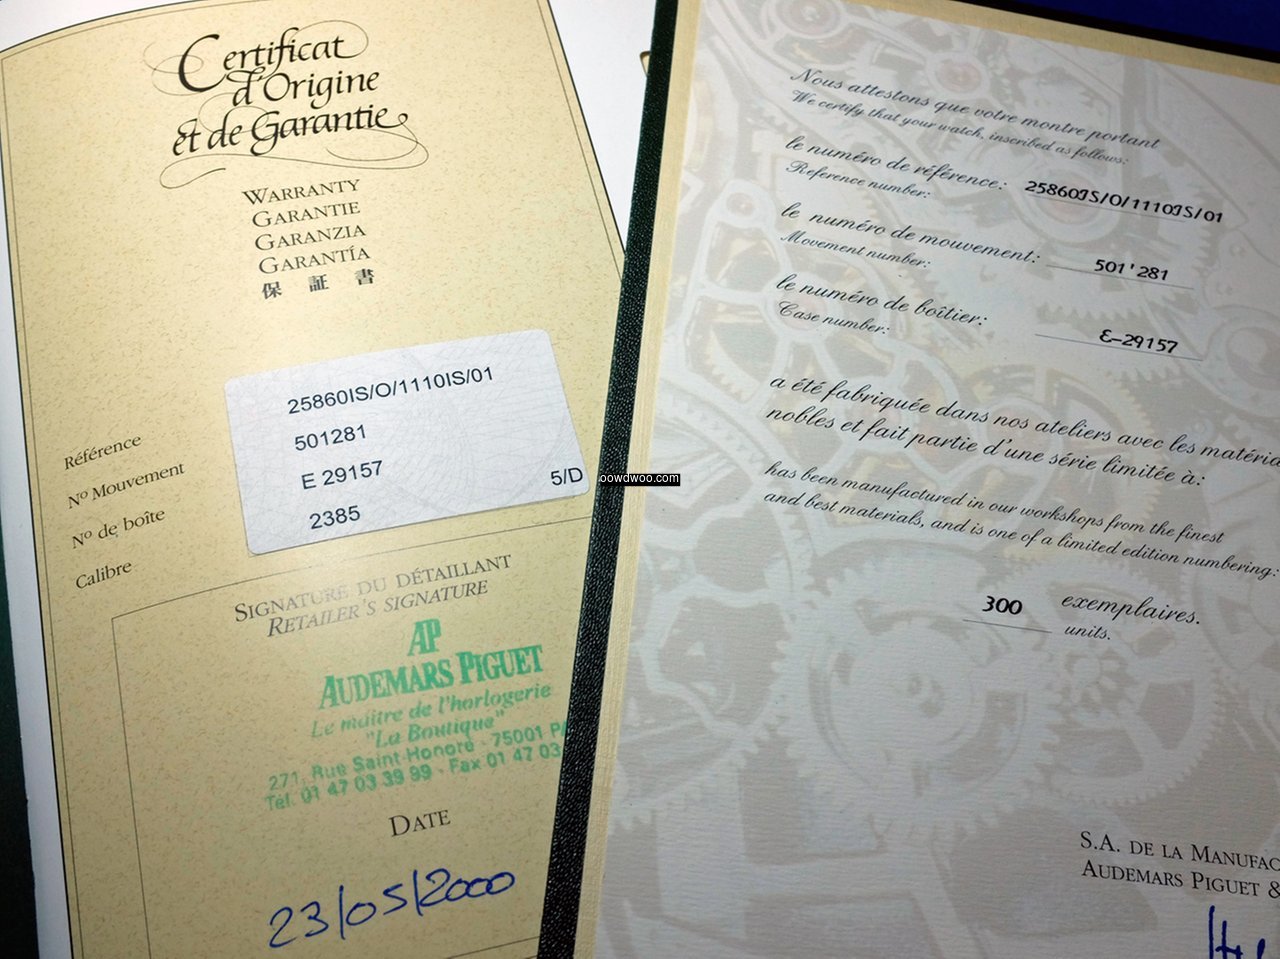 Certificat
d'Origine
et de Garantie
WARRANTY
GARANTIE
GARANZIA
GARANTÍA
保 証 書
Référence
25860IS/O/1110IS/01
Nº Mouvement
501281
Nº de boîte
E 29157
5/D
Calibre
2385
SIGNATURE DU DÉTAILLANT
RETAILER'S SIGNATURE
AP
AUDEMARS PIGUET
Le maître de l'horlogerie
"La Boutique"
271, Rue Saint-Honoré - 75001 PA
Tél. 01 47 03 39 99 - Fax 01 47 03
DATE
23/05/2000
oowdwoo.com
Nous attestons que votre montre portant
We certify that your watch, inscribed as follows:
le numéro de référence: 25860IS/O/1110IS/01
Reference number:
le numéro de mouvement: 501'281
Movement number:
le numéro de boîtier: E-29157
Case number:
a été fabriquée dans nos ateliers avec les matéria
nobles et fait partie d'une série limitée à:
has been manufactured in our workshops from the finest
and best materials, and is one of a limited edition numbering:
300 exemplaires.
units.
S.A. DE LA MANUFAC
AUDEMARS PIGUET &